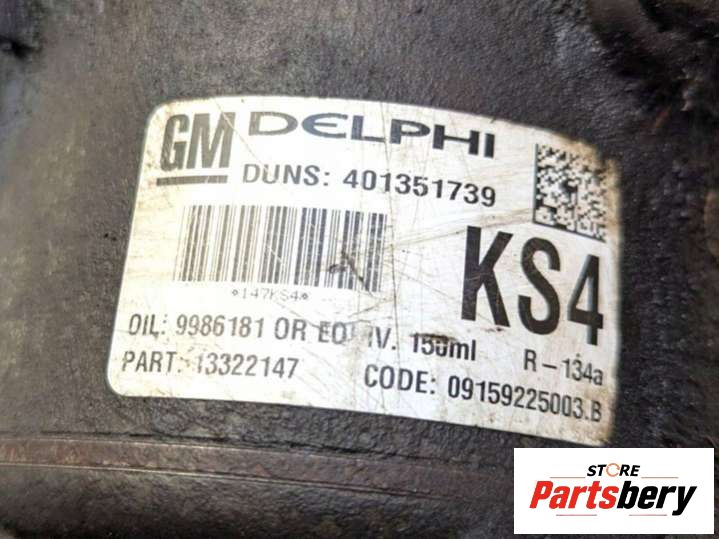 GM DELPHI
DUNS: 401351739
*147KS4*
KS4
OIL: 9986181 OR EQUIV. 150ml R-134a
PART: 13322147 CODE: 09159225003.B
STORE
Partsbery